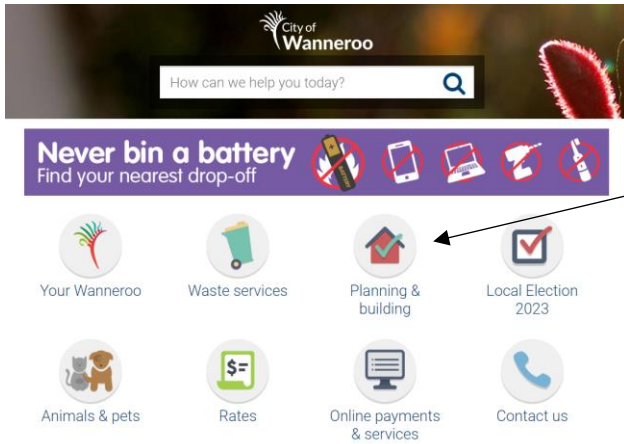 City of
Wanneroo
How can we help you today?
Never bin a battery
Find your nearest drop-off
BATTERY
Your Wanneroo
Waste services
Planning &
building
Local Election
2023
Animals & pets
$=
Rates
Online payments
& services
Contact us